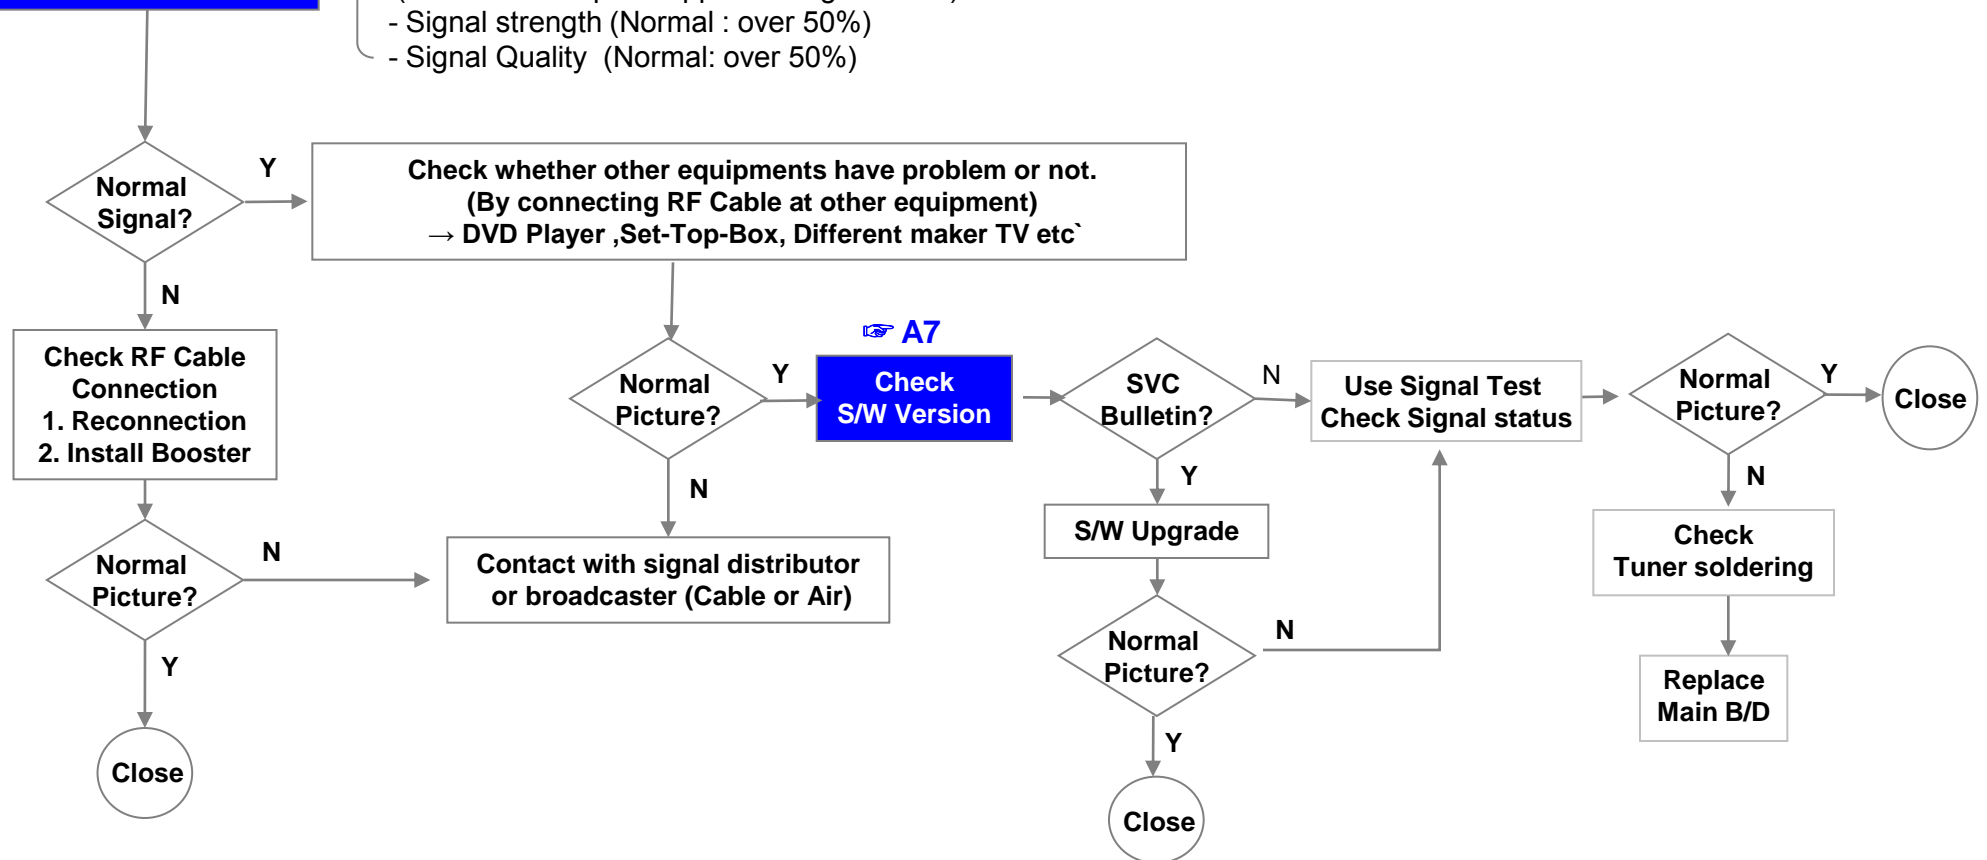 - Signal strength (Normal : over 50%)
- Signal Quality  (Normal: over 50%)
Normal
Signal?
Y
Check whether other equipments have problem or not.
(By connecting RF Cable at other equipment)
→ DVD Player ,Set-Top-Box, Different maker TV etc`
N
Check RF Cable
Connection
1. Reconnection
2. Install Booster
Normal
Picture?
Y
☞ A7
Check
S/W Version
SVC
Bulletin?
N
Use Signal Test
Check Signal status
Normal
Picture?
Y
Close
N
Y
N
Check
Tuner soldering
S/W Upgrade
Normal
Picture?
N
Contact with signal distributor
or broadcaster (Cable or Air)
Normal
Picture?
N
Replace
Main B/D
Y
Close
Y
Close